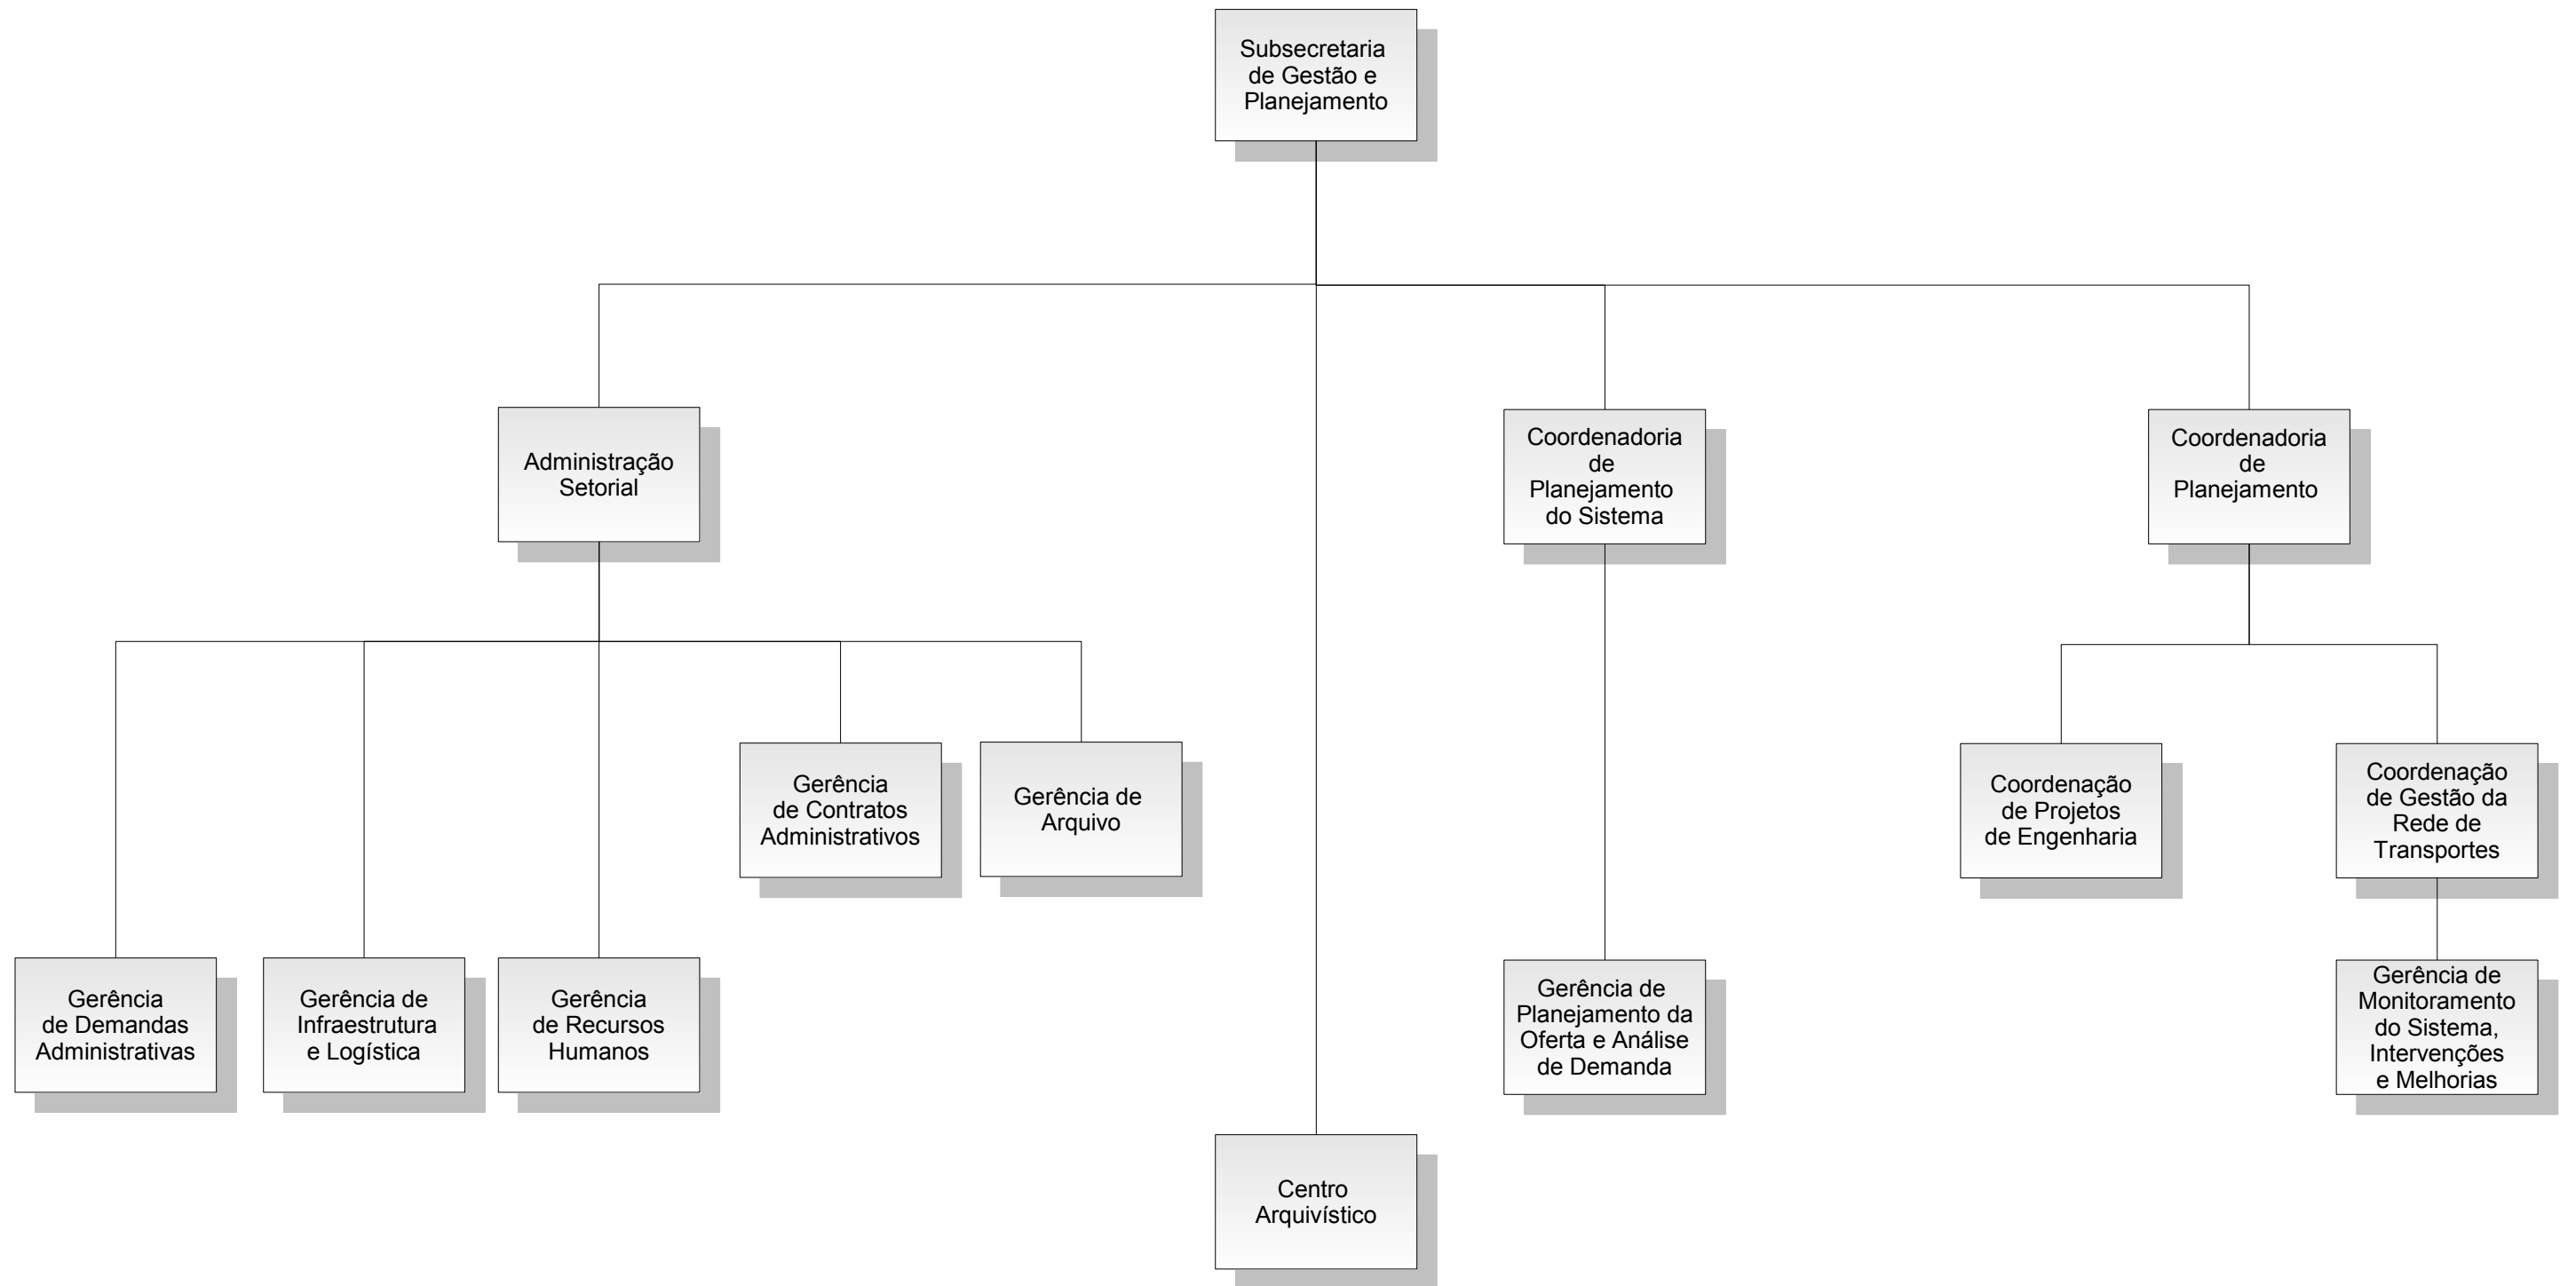 Subsecretaria
de Gestão e
Planejamento
Administração
Setorial
Coordenadoria
de
Planejamento
do Sistema
Coordenadoria
de
Planejamento
Gerência
de Contratos
Administrativos
Gerência de
Arquivo
Coordenação
de Projetos
de Engenharia
Coordenação
de Gestão da
Rede de
Transportes
Gerência
de Demandas
Administrativas
Gerência de
Infraestrutura
e Logística
Gerência
de Recursos
Humanos
Gerência de
Planejamento da
Oferta e Análise
de Demanda
Gerência de
Monitoramento
do Sistema,
Intervenções
e Melhorias
Centro
Arquivístico